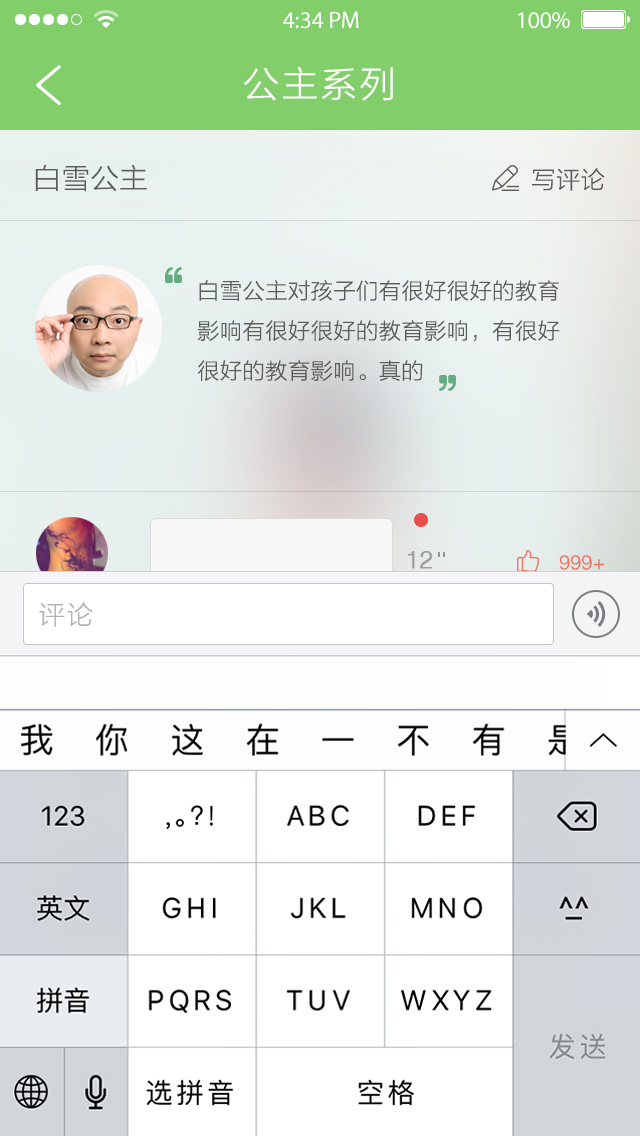 4:34 PM 100%
公主系列
白雪公主 写评论
“ 白雪公主对孩子们有很好很好的教育
影响有很好很好的教育影响，有很好
很好的教育影响。真的 ”
12" 999+
评论
我 你 这 在 一 不 有 是
123 ,。?! ABC DEF
英文 GHI JKL MNO ^_^
拼音 PQRS TUV WXYZ
发送
选拼音 空格